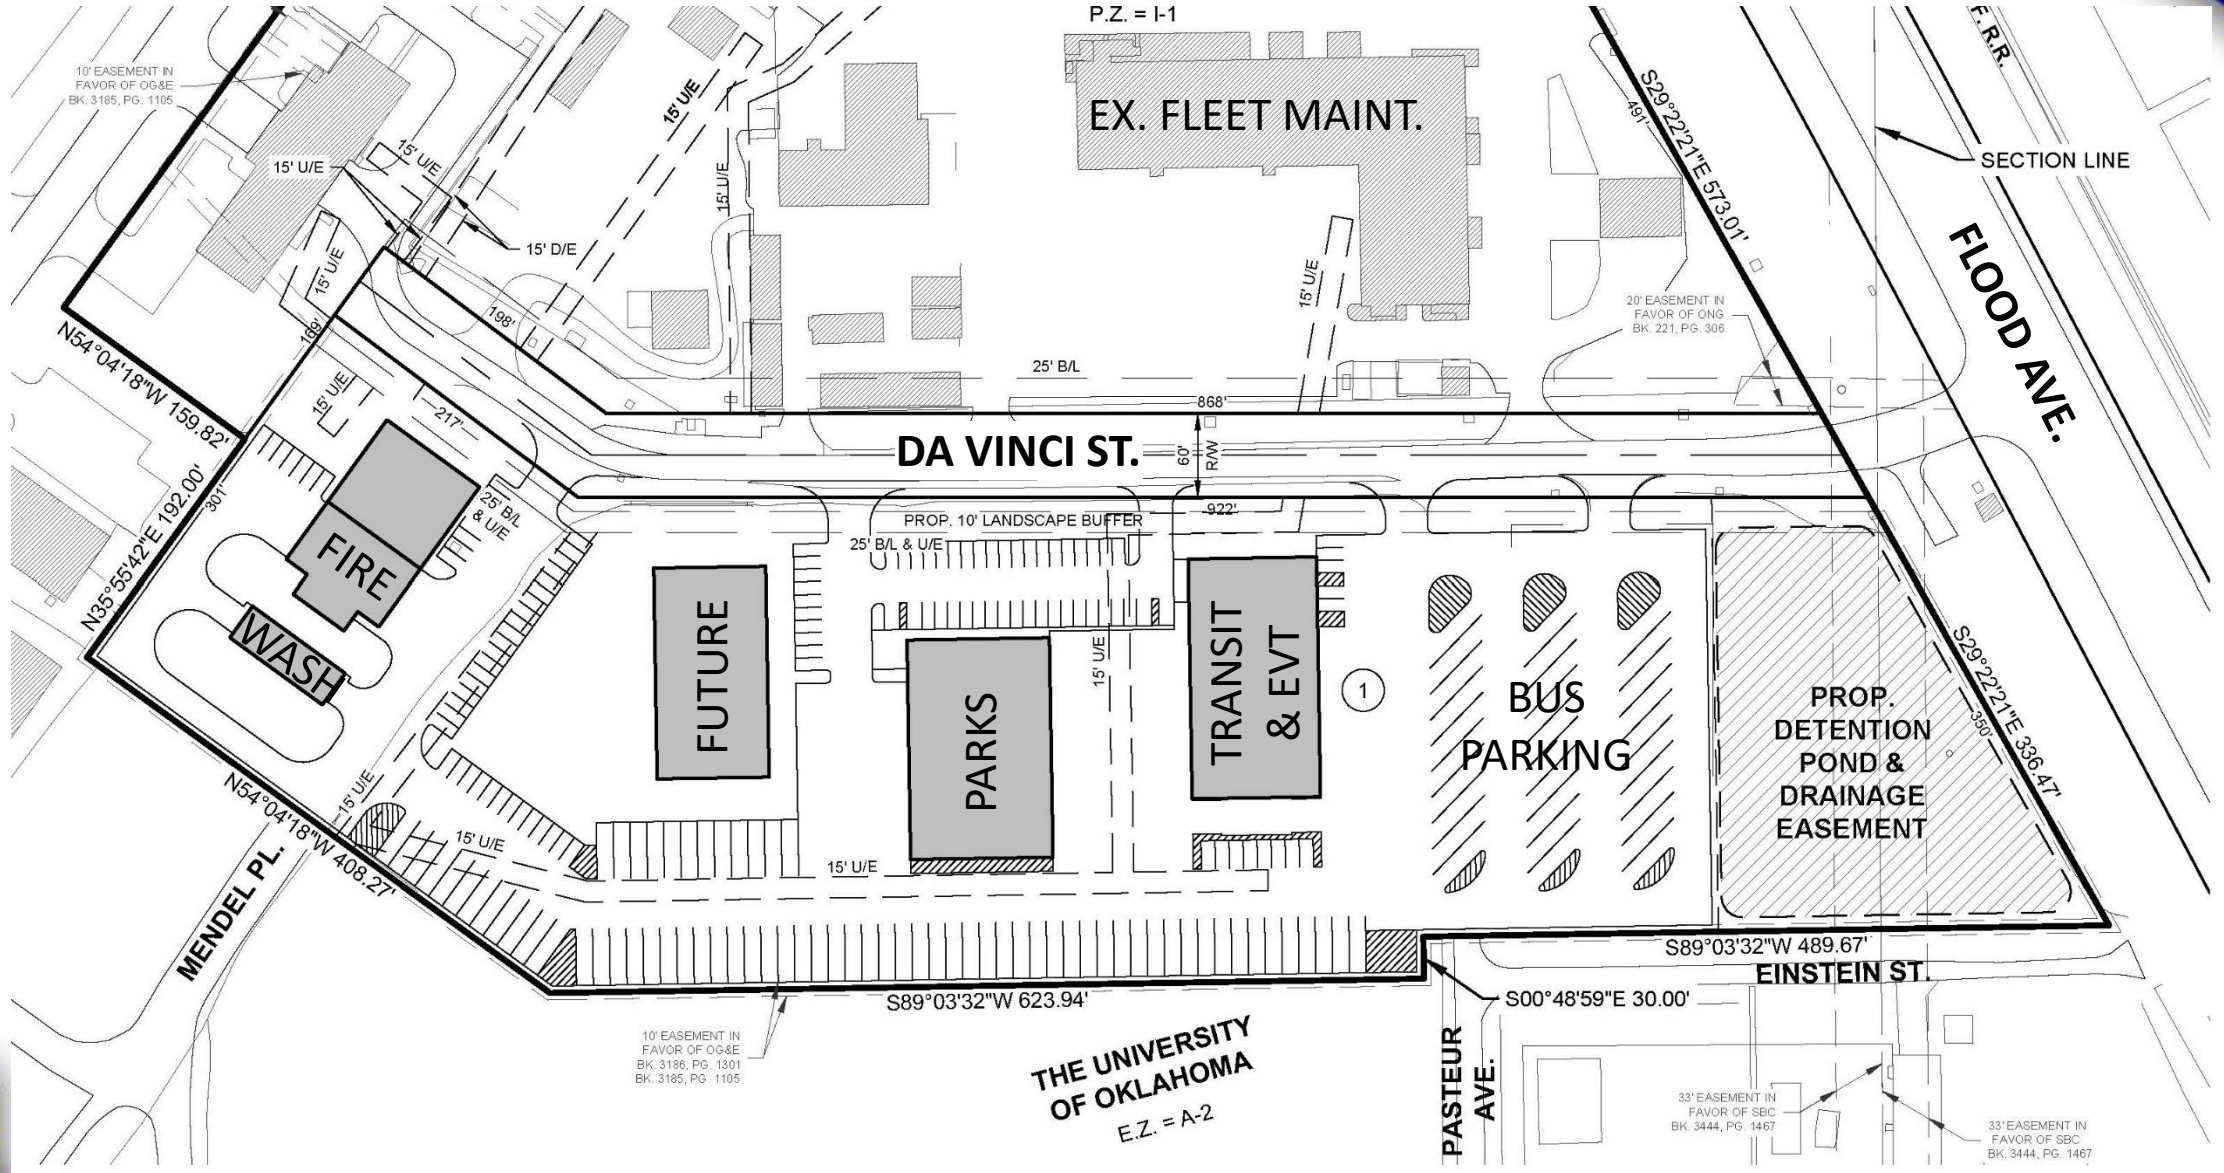 P.Z. = I-1
F. R.R.
10' EASEMENT IN
FAVOR OF OG&E
BK. 3185, PG. 1105
15' U/E
EX. FLEET MAINT.
S29°22'21"E 573.01'
491'
SECTION LINE
15' U/E
15' U/E
15' U/E
15' D/E
15' U/E
15' U/E
FLOOD AVE.
20' EASEMENT IN
FAVOR OF ONG
BK. 221, PG. 306
198'
169'
N54°04'18"W 159.82'
15' U/E
25' B/L
868'
217'
DA VINCI ST.
60'
R/W
922'
N35°55'42"E 192.00'
301'
25' B/L
& U/E
PROP. 10' LANDSCAPE BUFFER
25' B/L & U/E
FIRE
WASH
FUTURE
PARKS
15' U/E
TRANSIT
& EVT
1
BUS
PARKING
PROP.
DETENTION
POND &
DRAINAGE
EASEMENT
S29°22'21"E 336.47'
350'
15' U/E
15' U/E
15' U/E
N54°04'18"W 408.27'
MENDEL PL.
S89°03'32"W 489.67'
EINSTEIN ST.
S89°03'32"W 623.94'
S00°48'59"E 30.00'
10' EASEMENT IN
FAVOR OF OG&E
BK. 3186, PG. 1301
BK. 3185, PG. 1105
THE UNIVERSITY
OF OKLAHOMA
E.Z. = A-2
PASTEUR
AVE.
33' EASEMENT IN
FAVOR OF SBC
BK. 3444, PG. 1467
33' EASEMENT IN
FAVOR OF SBC
BK. 3444, PG. 1467